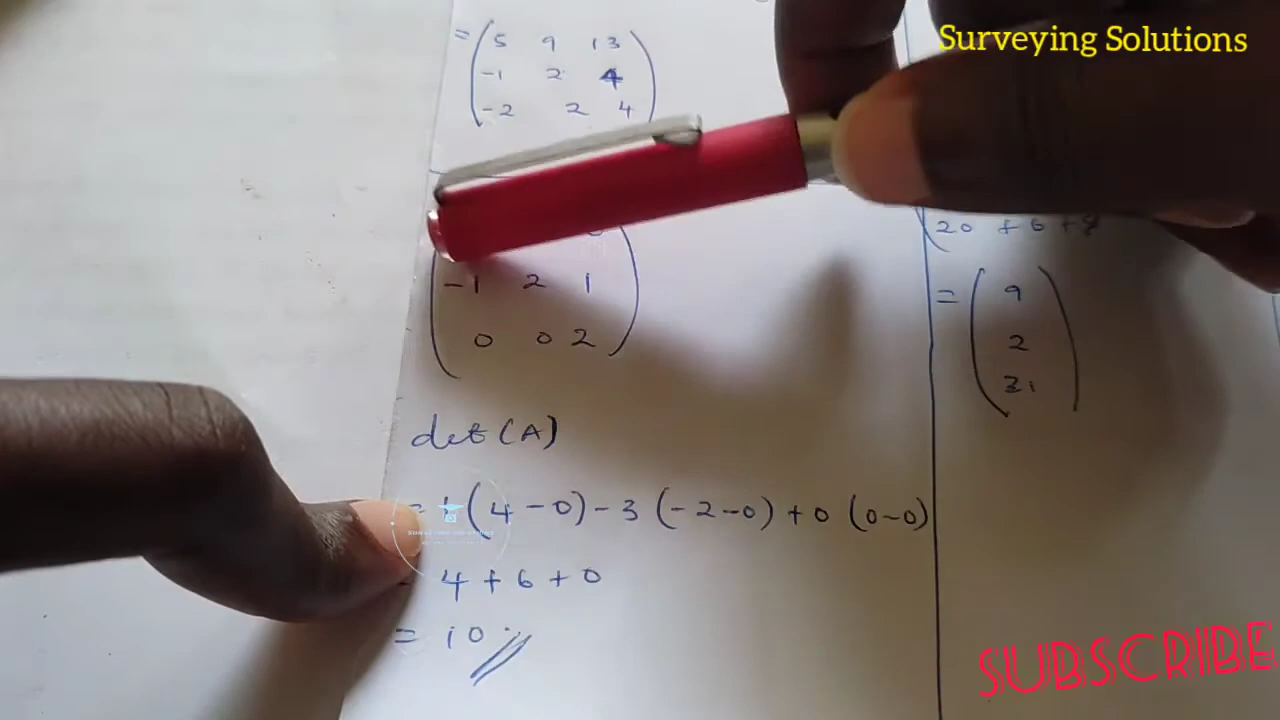 Surveying Solutions
= ( 5 9 13
-1 2 4
-2 2 4 )
( -1 2 1
0 0 2 )
det (A)
= 1 (4 - 0) - 3 (-2 - 0) + 0 (0 - 0)
= 4 + 6 + 0
= 10
20 + 6 +
= ( 9
2
31 )
SUBSCRIBE